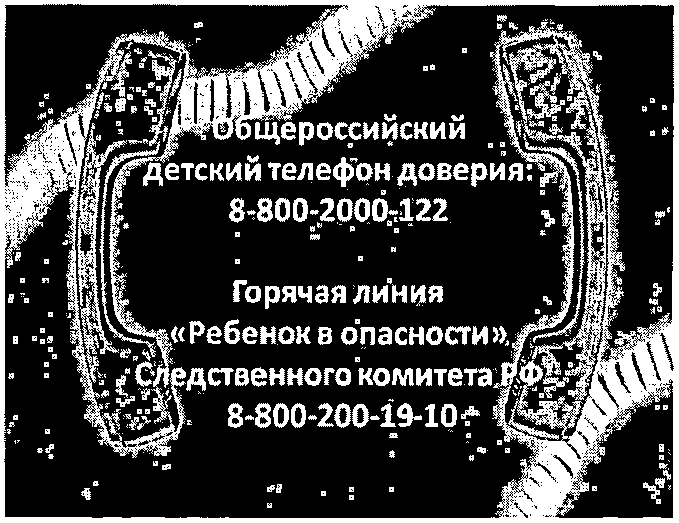 Общероссийский
детский телефон доверия:
8-800-2000-122
Горячая линия
«Ребенок в опасности»
Следственного комитета РФ
8-800-200-19-10